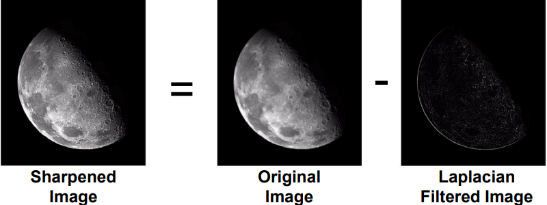 = -
Sharpened Original Laplacian
Image Image Filtered Image